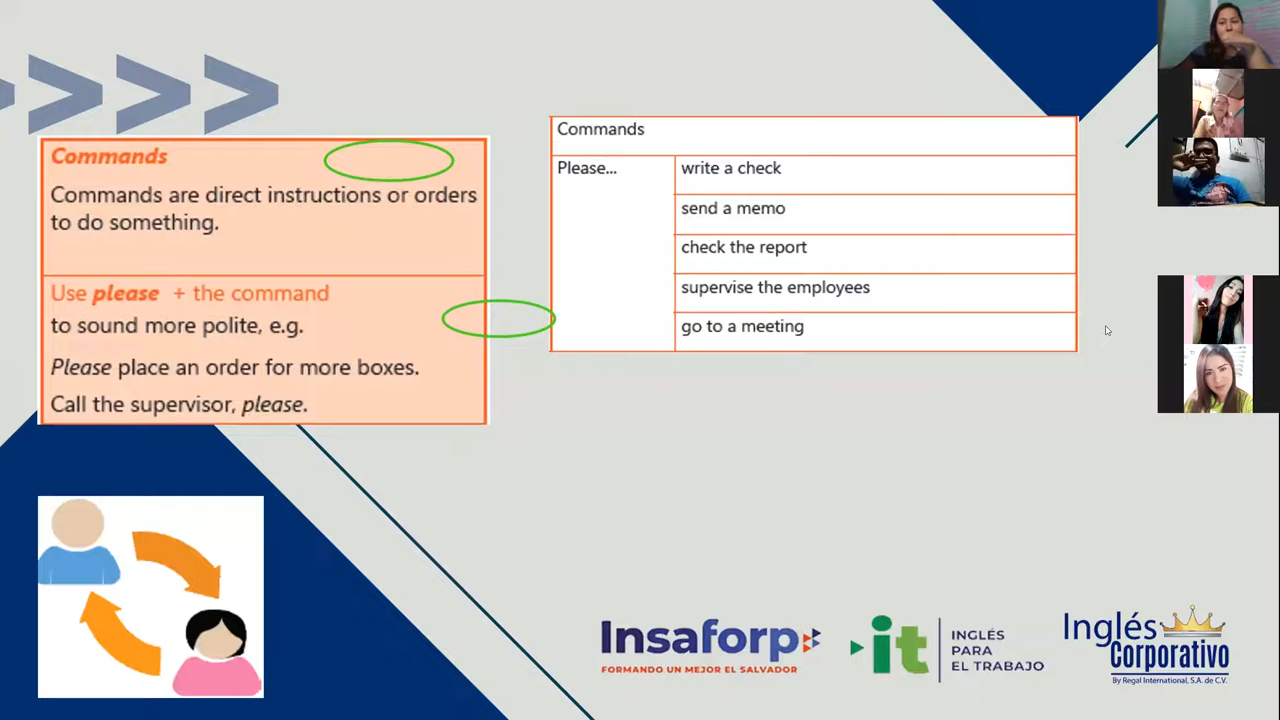 Commands
Commands are direct instructions or orders
to do something.
Use please + the command
to sound more polite, e.g.
Please place an order for more boxes.
Call the supervisor, please.
Commands
Please...
write a check
send a memo
check the report
supervise the employees
go to a meeting
Insaforp
FORMANDO UN MEJOR EL SALVADOR
it
INGLÉS
PARA
EL TRABAJO
Inglés
Corporativo
By Regal International, S.A. de C.V.